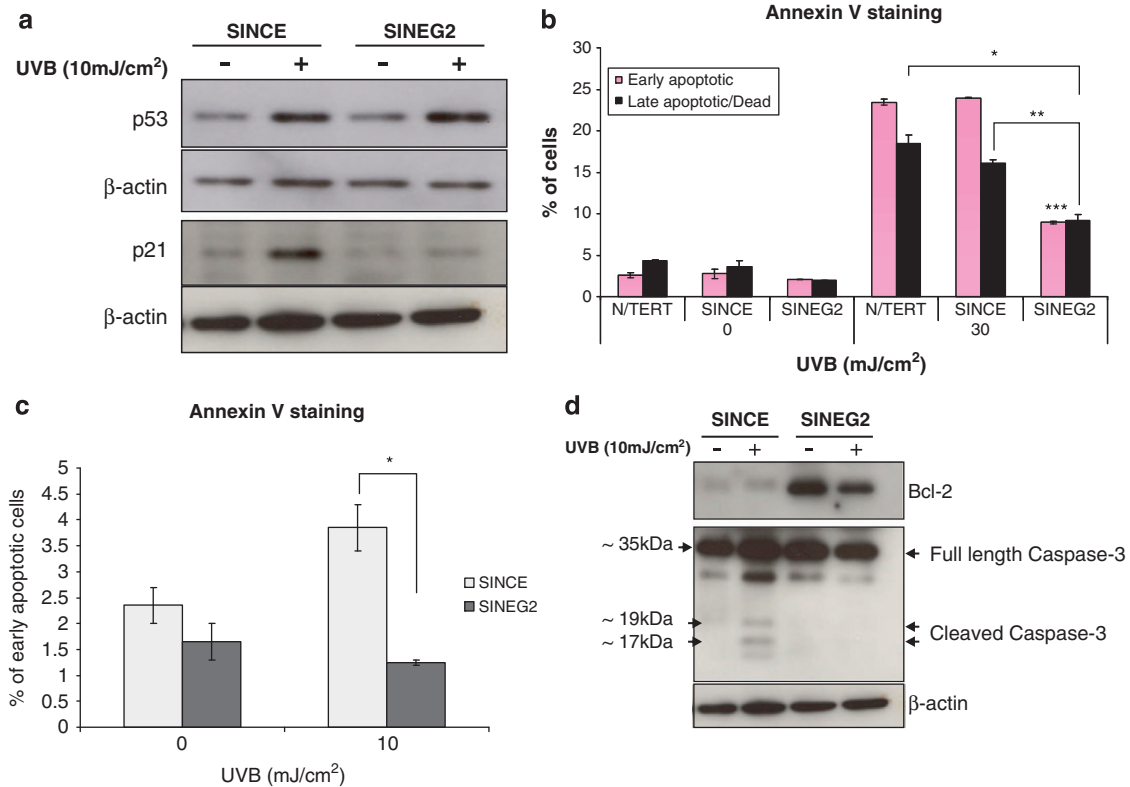 a
SINCE SINEG2
UVB (10mJ/cm²) - + - +
p53
β-actin
p21
β-actin
b
Annexin V staining
30
25
20
15
10
5
0
% of cells
Early apoptotic
Late apoptotic/Dead
*
**
***
N/TERT SINCE SINEG2 N/TERT SINCE SINEG2
0 30
UVB (mJ/cm²)
c
Annexin V staining
5
4.5
4
3.5
3
2.5
2
1.5
1
0.5
0
% of early apoptotic cells
*
SINCE
SINEG2
0 10
UVB (mJ/cm²)
d
SINCE SINEG2
UVB (10mJ/cm²) - + - +
Bcl-2
~ 35kDa Full length Caspase-3
~ 19kDa
~ 17kDa Cleaved Caspase-3
β-actin